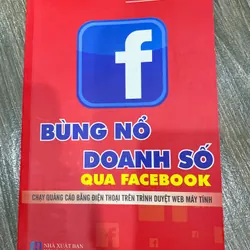 BÙNG NỔ
DOANH SỐ
QUA FACEBOOK
CHẠY QUẢNG CÁO BẰNG ĐIỆN THOẠI TRÊN TRÌNH DUYỆT WEB MÁY TÍNH
NHÀ XUẤT BẢN